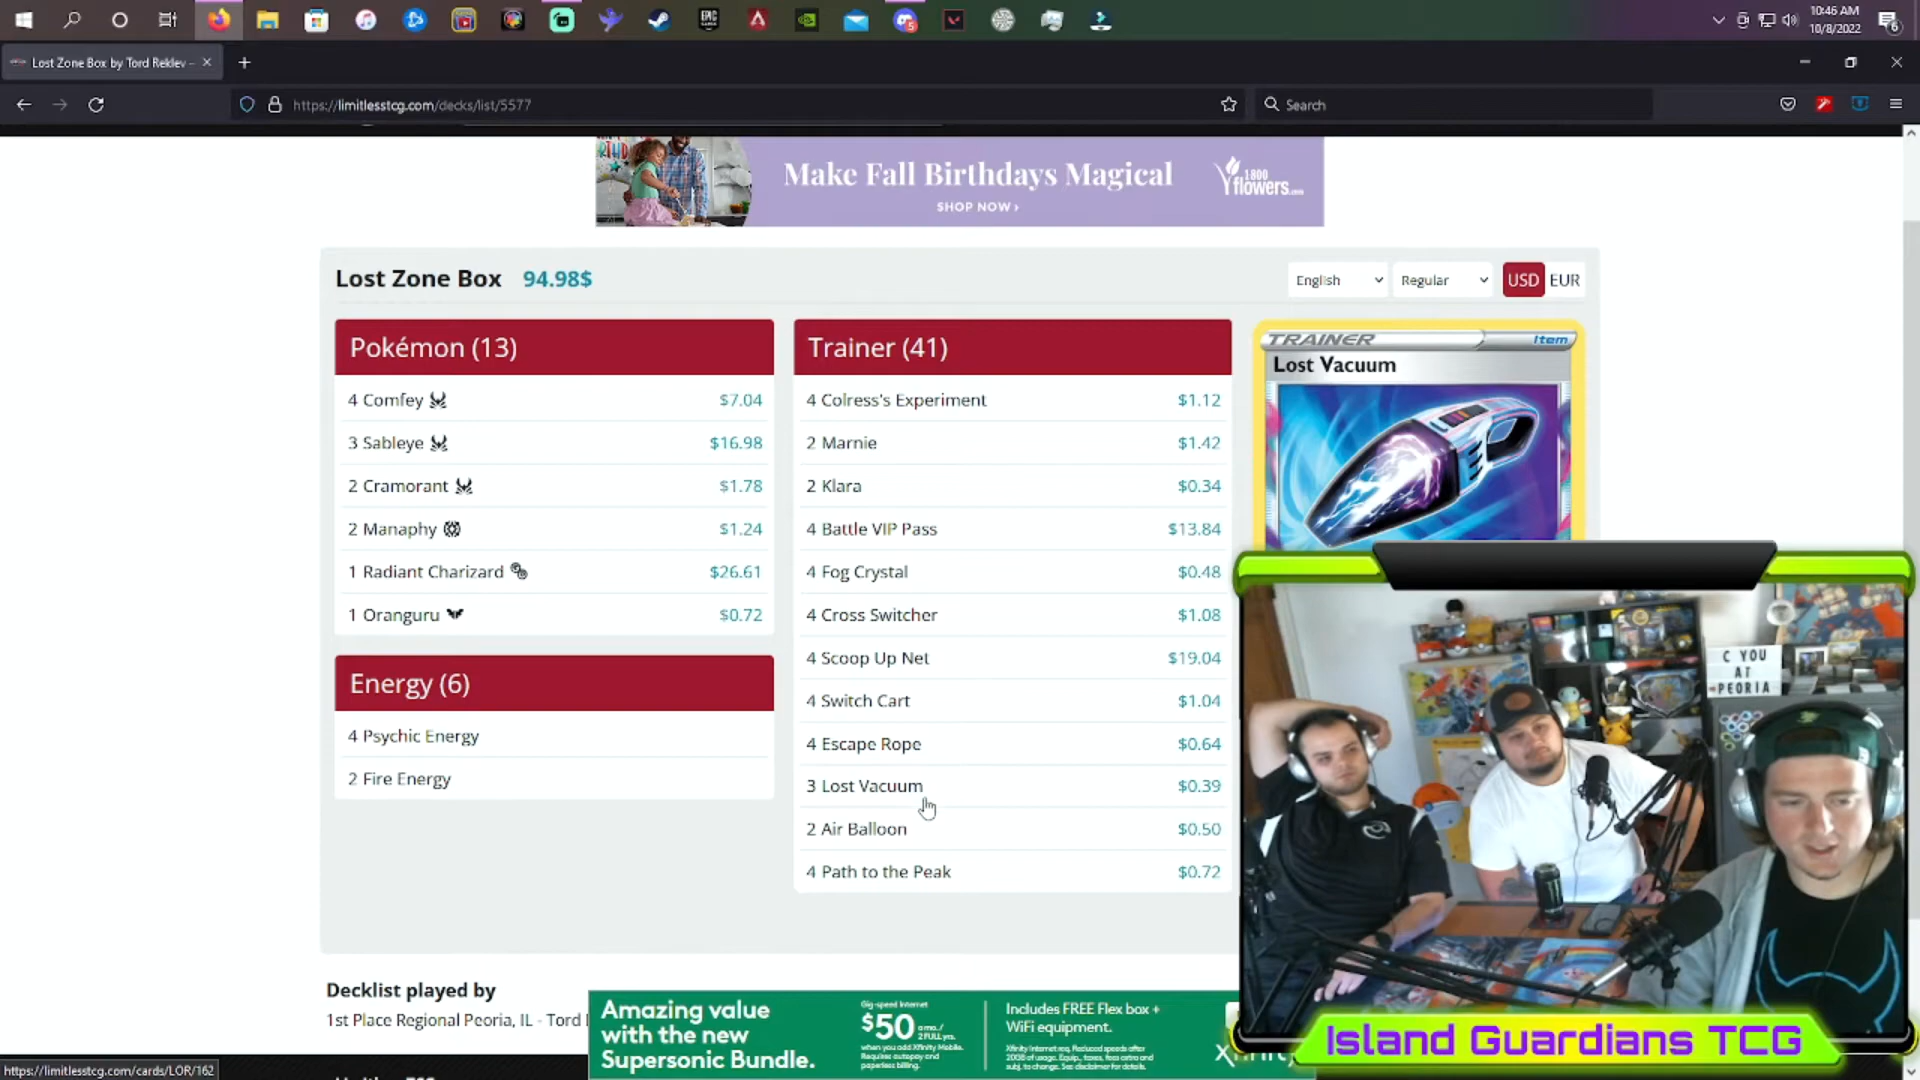 10:46 AM
10/8/2022
Lost Zone Box by Tord Reklev -
https://limitlesstcg.com/decks/list/5577
Search
Make Fall Birthdays Magical
SHOP NOW ›
1800
flowers.com
Lost Zone Box 94.98$
English
Regular
USD
EUR
Pokémon (13)
4 Comfey $7.04
3 Sableye $16.98
2 Cramorant $1.78
2 Manaphy $1.24
1 Radiant Charizard $26.61
1 Oranguru $0.72
Energy (6)
4 Psychic Energy
2 Fire Energy
Trainer (41)
4 Colress's Experiment $1.12
2 Marnie $1.42
2 Klara $0.34
4 Battle VIP Pass $13.84
4 Fog Crystal $0.48
4 Cross Switcher $1.08
4 Scoop Up Net $19.04
4 Switch Cart $1.04
4 Escape Rope $0.64
3 Lost Vacuum $0.39
2 Air Balloon $0.50
4 Path to the Peak $0.72
TRAINER Item
Lost Vacuum
C YOU
AT
PEORIA
Decklist played by
1st Place Regional Peoria, IL - Tord
Amazing value
with the new
Supersonic Bundle.
Gig-speed Internet
$50
Includes FREE Flex box +
WiFi equipment.
Island Guardians TCG
https://limitlesstcg.com/cards/LOR/162